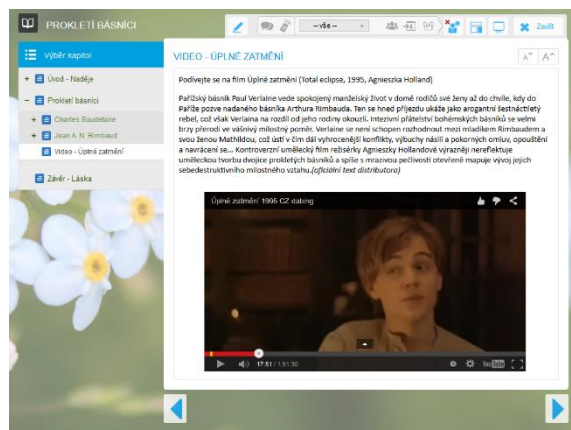 PROKLETÍ BÁSNÍCI
-- vše --
Zavřít
Výběr kapitol
Úvod - Naděje
Prokletí básníci
Charles Baudelaire
Jean A. N. Rimbaud
Video - Úplné zatmění
Závěr - Láska
VIDEO - ÚPLNÉ ZATMĚNÍ
A˅ A^
Podívejte se na film Úplné zatmění (Total eclipse, 1995, Agnieszka Holland)
Pařížský básník Paul Verlaine vede spokojený manželský život v domě rodičů své ženy až do chvíle, kdy do
Paříže pozve nadaného básníka Arthura Rimbauda. Ten se hned příjezdu ukáže jako arogantní šestnáctiletý
rebel, což však Verlaina na rozdíl od jeho rodiny okouzlí. Intezivní přátelství bohémských básníků se velmi
brzy přerodí ve vášnivý milostný poměr. Verlaine se není schopen rozhodnout mezi mladíkem Rimbaudem a
svou ženou Mathildou, což ústí v čím dál vyhrocenější konflikty, výbuchy násilí a pokorných omluv, opouštění
a navrácení se... Kontroverzní umělecký film režisérky Agnieszky Hollandové výrazněji nereflektuje
uměleckou tvorbu dvojice prokletých básníků a spíše s mrazivou pečlivostí otevřeně mapuje vývoj jejich
sebedestruktivního milostného vztahu.(oficiální text distributora)
Úplné zatmění 1995 CZ dabing
17:51 / 1:51:30
YouTube